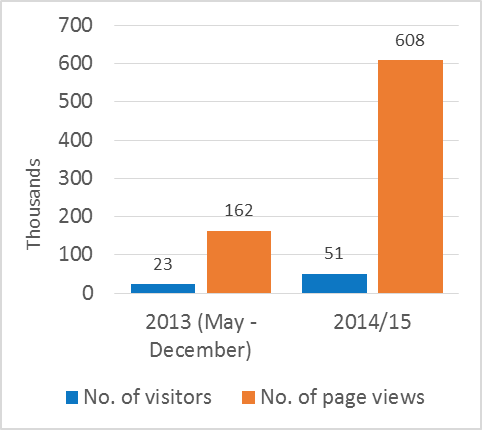 700
600
500
400
300
200
100
0
Thousands
23
162
51
608
2013 (May -
December)
2014/15
No. of visitors
No. of page views